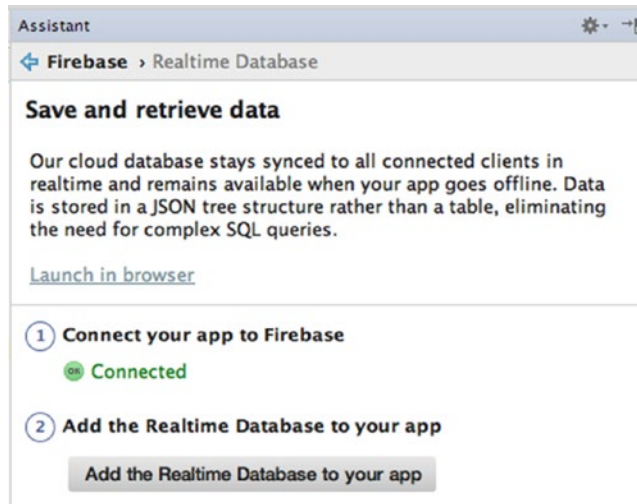 Assistant
Firebase › Realtime Database
Save and retrieve data
Our cloud database stays synced to all connected clients in
realtime and remains available when your app goes offline. Data
is stored in a JSON tree structure rather than a table, eliminating
the need for complex SQL queries.
Launch in browser
1 Connect your app to Firebase
OK Connected
2 Add the Realtime Database to your app
Add the Realtime Database to your app